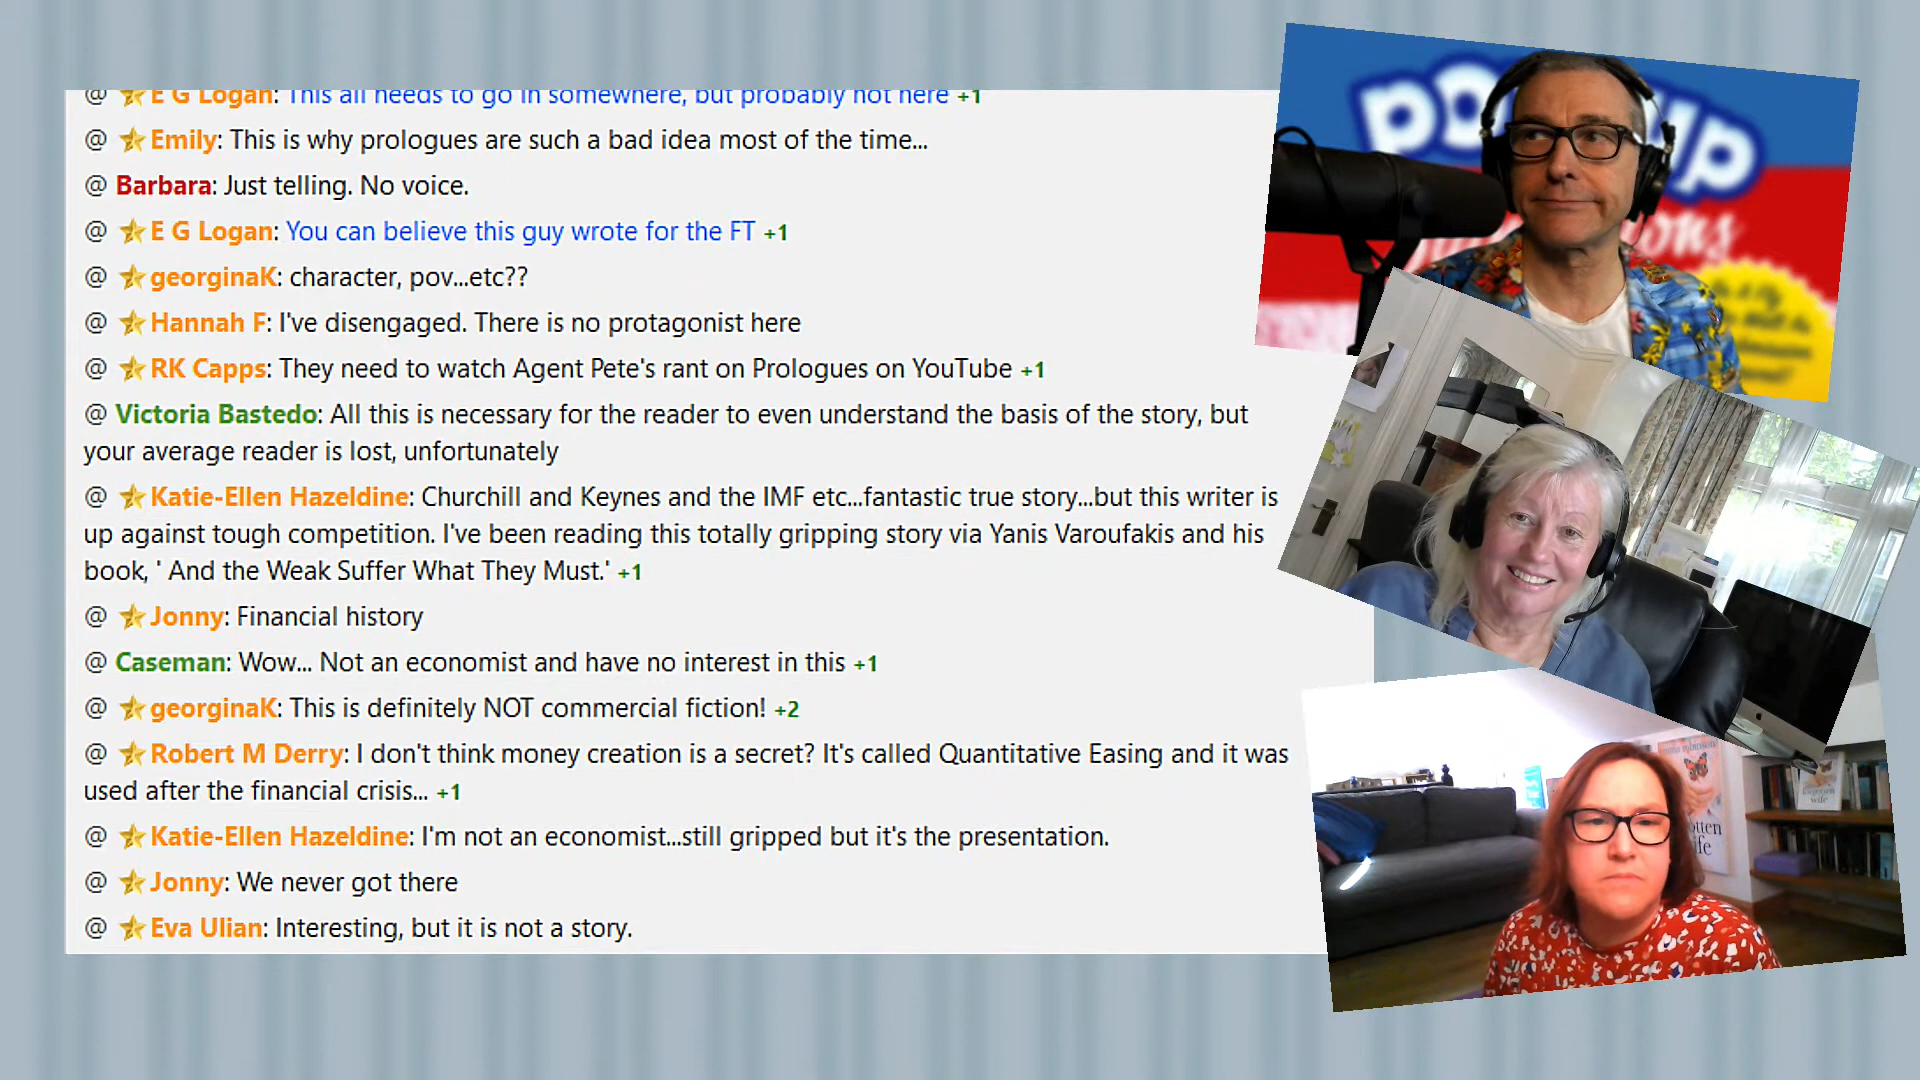 @ ⭐E G Logan: This all needs to go in somewhere, but probably not here +1
@ ⭐Emily: This is why prologues are such a bad idea most of the time...
@ Barbara: Just telling. No voice.
@ ⭐E G Logan: You can believe this guy wrote for the FT +1
@ ⭐georginaK: character, pov...etc??
@ ⭐Hannah F: I've disengaged. There is no protagonist here
@ ⭐RK Capps: They need to watch Agent Pete's rant on Prologues on YouTube +1
@ Victoria Bastedo: All this is necessary for the reader to even understand the basis of the story, but
your average reader is lost, unfortunately
@ ⭐Katie-Ellen Hazeldine: Churchill and Keynes and the IMF etc...fantastic true story...but this writer is
up against tough competition. I've been reading this totally gripping story via Yanis Varoufakis and his
book, ' And the Weak Suffer What They Must.' +1
@ ⭐Jonny: Financial history
@ Caseman: Wow... Not an economist and have no interest in this +1
@ ⭐georginaK: This is definitely NOT commercial fiction! +2
@ ⭐Robert M Derry: I don't think money creation is a secret? It's called Quantitative Easing and it was
used after the financial crisis... +1
@ ⭐Katie-Ellen Hazeldine: I'm not an economist...still gripped but it's the presentation.
@ ⭐Jonny: We never got there
@ ⭐Eva Ulian: Interesting, but it is not a story.